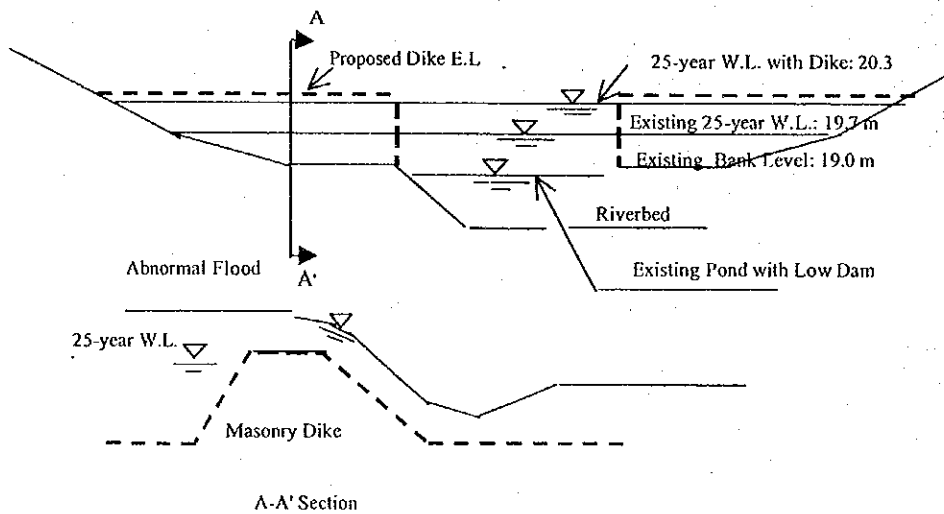 A
Proposed Dike E.L
25-year W.L. with Dike: 20.3
Existing 25-year W.L.: 19.7 m
Existing Bank Level: 19.0 m
Riverbed
A'
Abnormal Flood
Existing Pond with Low Dam
25-year W.L.
Masonry Dike
A-A' Section